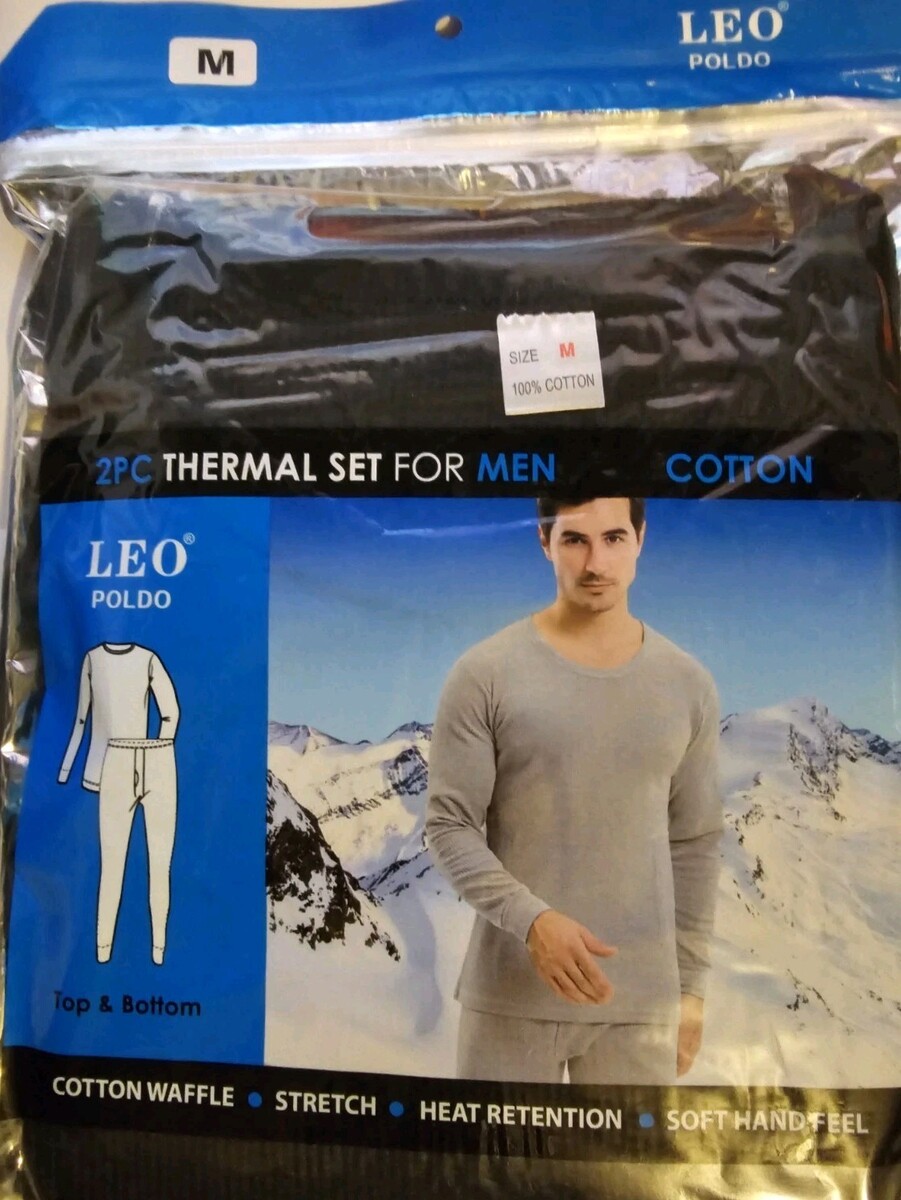 M
LEO®
POLDO
SIZE M
100% COTTON
2PC THERMAL SET FOR MEN COTTON
LEO®
POLDO
Top & Bottom
COTTON WAFFLE • STRETCH • HEAT RETENTION • SOFT HAND FEEL